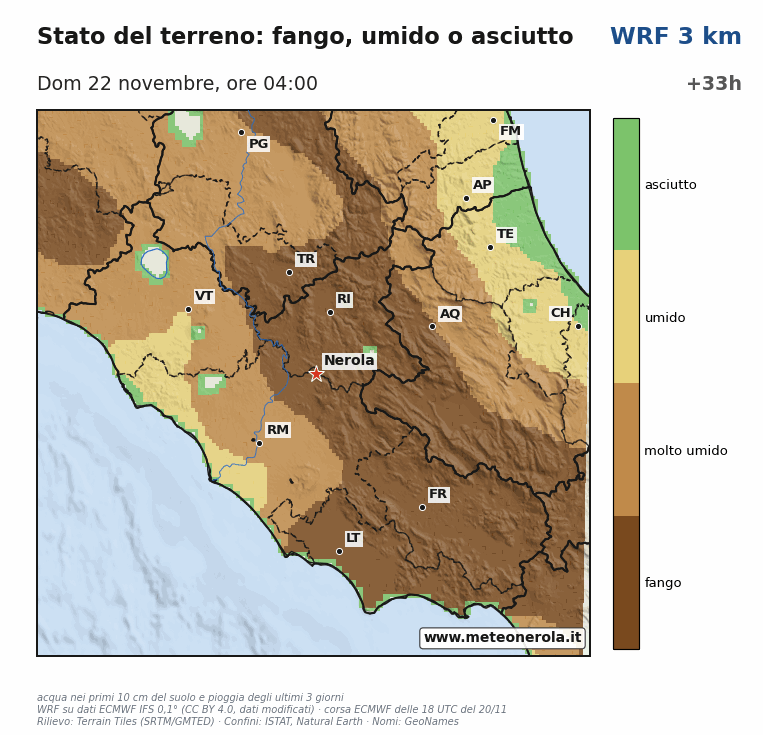 Stato del terreno: fango, umido o asciutto
WRF 3 km
Dom 22 novembre, ore 04:00
+33h
FM
PG
AP
TE
TR
VT
RI
AQ
CH
Nerola
RM
FR
LT
www.meteonerola.it
asciutto
umido
molto umido
fango
acqua nei primi 10 cm del suolo e pioggia degli ultimi 3 giorni
WRF su dati ECMWF IFS 0,1° (CC BY 4.0, dati modificati) · corsa ECMWF delle 18 UTC del 20/11
Rilievo: Terrain Tiles (SRTM/GMTED) · Confini: ISTAT, Natural Earth · Nomi: GeoNames